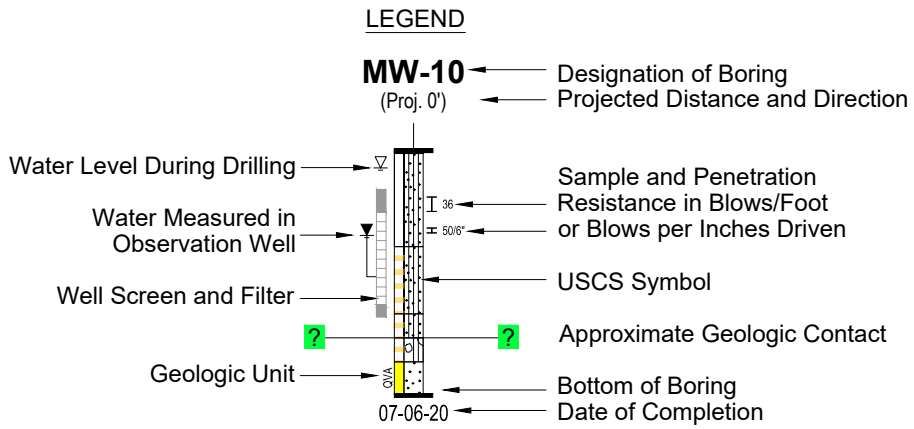 LEGEND
MW-10
Designation of Boring
(Proj. 0')
Projected Distance and Direction
Water Level During Drilling
Sample and Penetration
36
Resistance in Blows/Foot
Water Measured in
Observation Well
50/6"
or Blows per Inches Driven
USCS Symbol
Well Screen and Filter
?
?
Approximate Geologic Contact
Geologic Unit
QVA
Bottom of Boring
07-06-20
Date of Completion